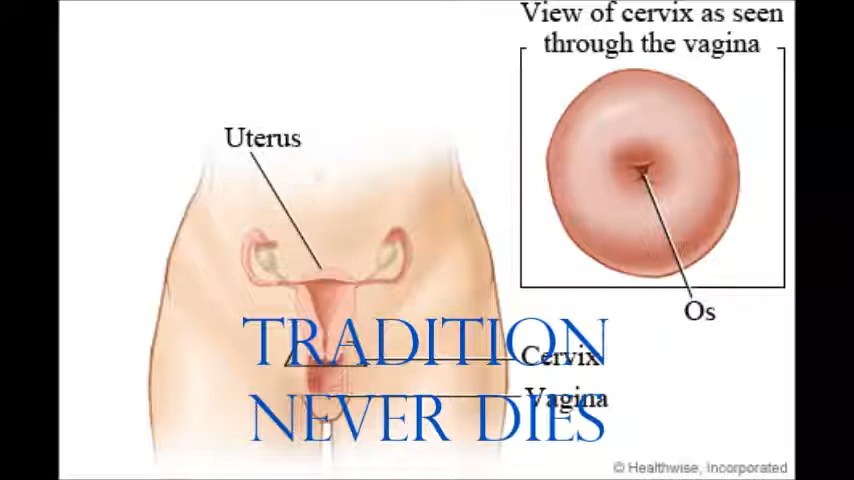 View of cervix as seen
through the vagina
Uterus
Os
TRADITION
Cervix
Vagina
NEVER DIES
© Healthwise, Incorporated